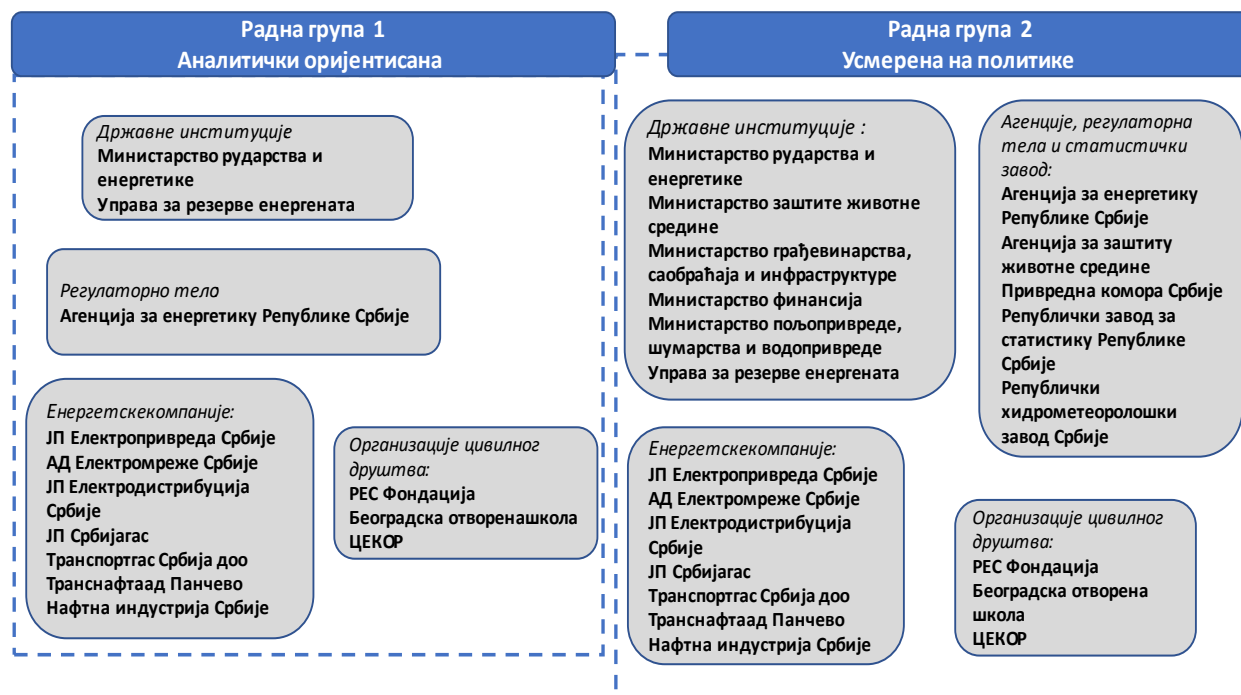 Радна група 1
Аналитички оријентисана
Државне институције
Министарство рударства и
енергетике
Управа за резерве енергената
Регулаторно тело
Агенција за енергетику Републике Србије
Енергетскекомпаније:
ЈП Електропривреда Србије
АД Електромреже Србије
ЈП Електродистрибуција
Србије
ЈП Србијагас
Транспортгас Србија доо
Транснафтаад Панчево
Нафтна индустрија Србије
Организације цивилног
друштва:
РЕС Фондација
Београдска отворенашкола
ЦЕКОР
Радна група 2
Усмерена на политике
Државне институције :
Министарство рударства и
енергетике
Министарство заштите животне
средине
Министарство грађевинарства,
саобраћаја и инфраструктуре
Министарство финансија
Министарство пољопривреде,
шумарства и водопривреде
Управа за резерве енергената
Агенције, регулаторна
тела и статистички
завод:
Агенција за енергетику
Републике Србије
Агенција за заштиту
животне средине
Привредна комора Србије
Републички завод за
статистику Републике
Србије
Републички
хидрометеоролошки
завод Србије
Енергетскекомпаније:
ЈП Електропривреда Србије
АД Електромреже Србије
ЈП Електродистрибуција
Србије
ЈП Србијагас
Транспортгас Србија доо
Транснафтаад Панчево
Нафтна индустрија Србије
Организације цивилног
друштва:
РЕС Фондација
Београдска отворена
школа
ЦЕКОР